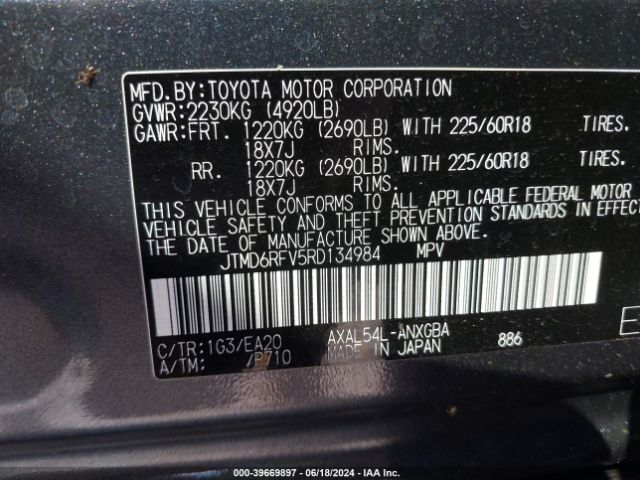 MFD.BY:TOYOTA MOTOR CORPORATION
GVWR:2230KG (4920LB)
GAWR:FRT. 1220KG (2690LB) WITH 225/60R18 TIRES.
18X7J RIMS.
RR. 1220KG (2690LB) WITH 225/60R18 TIRES.
18X7J RIMS.
THIS VEHICLE CONFORMS TO ALL APPLICABLE FEDERAL MOTOR
VEHICLE SAFETY AND THEFT PREVENTION STANDARDS IN EFFECT
THE DATE OF MANUFACTURE SHOWN ABOVE.
JTMD6RFV5RD134984 MPV
C/TR:1G3/EA20 AXAL54L-ANXGBA
A/TM: /P710 MADE IN JAPAN 886
000-39669897 - 06/18/2024 - IAA Inc.